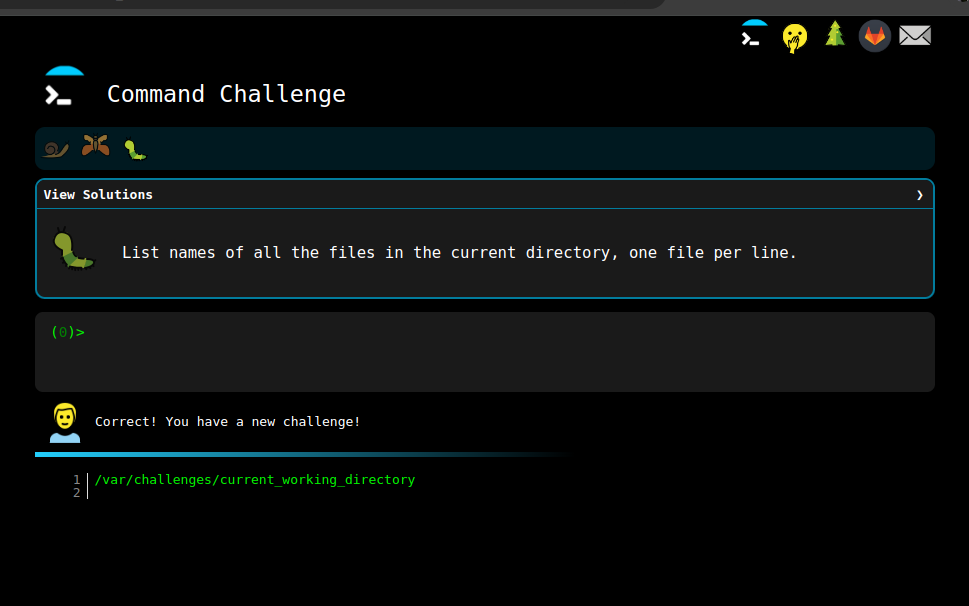 Command Challenge
View Solutions ❯
List names of all the files in the current directory, one file per line.
(0)>
Correct! You have a new challenge!
1 /var/challenges/current_working_directory
2